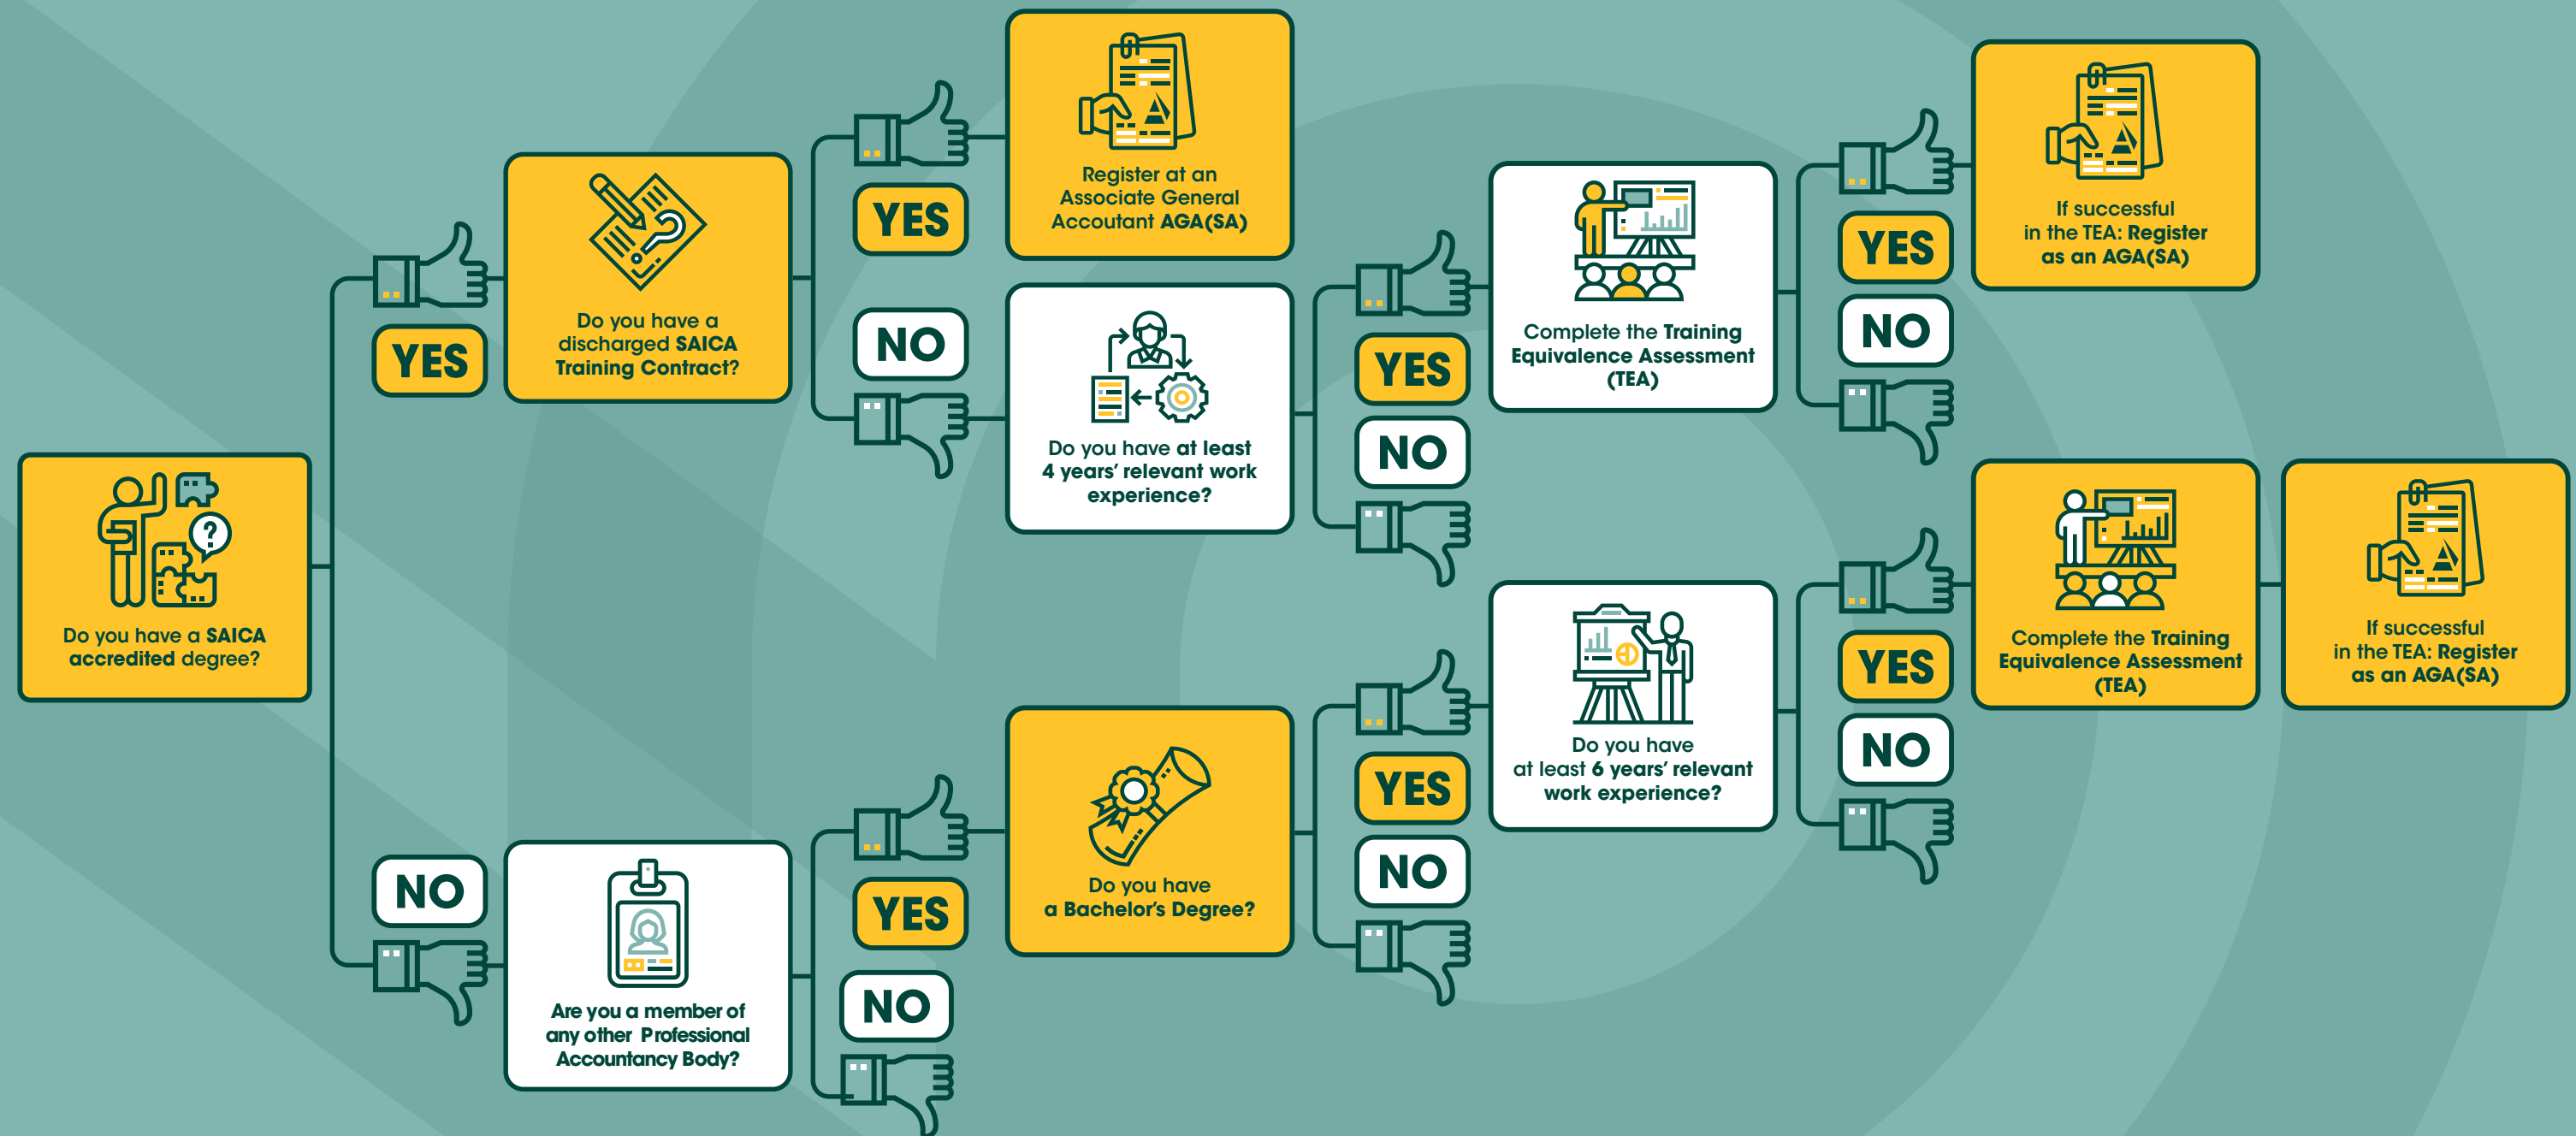 Do you have a SAICA
accredited degree?
YES
Do you have a
discharged SAICA
Training Contract?
YES
Register at an
Associate General
Accoutant AGA(SA)
NO
Do you have at least
4 years’ relevant work
experience?
YES
Complete the Training
Equivalence Assessment
(TEA)
YES
If successful
in the TEA: Register
as an AGA(SA)
NO
NO
NO
Are you a member of
any other Professional
Accountancy Body?
YES
Do you have
a Bachelor’s Degree?
YES
Do you have
at least 6 years’ relevant
work experience?
YES
Complete the Training
Equivalence Assessment
(TEA)
If successful
in the TEA: Register
as an AGA(SA)
NO
NO
NO
?